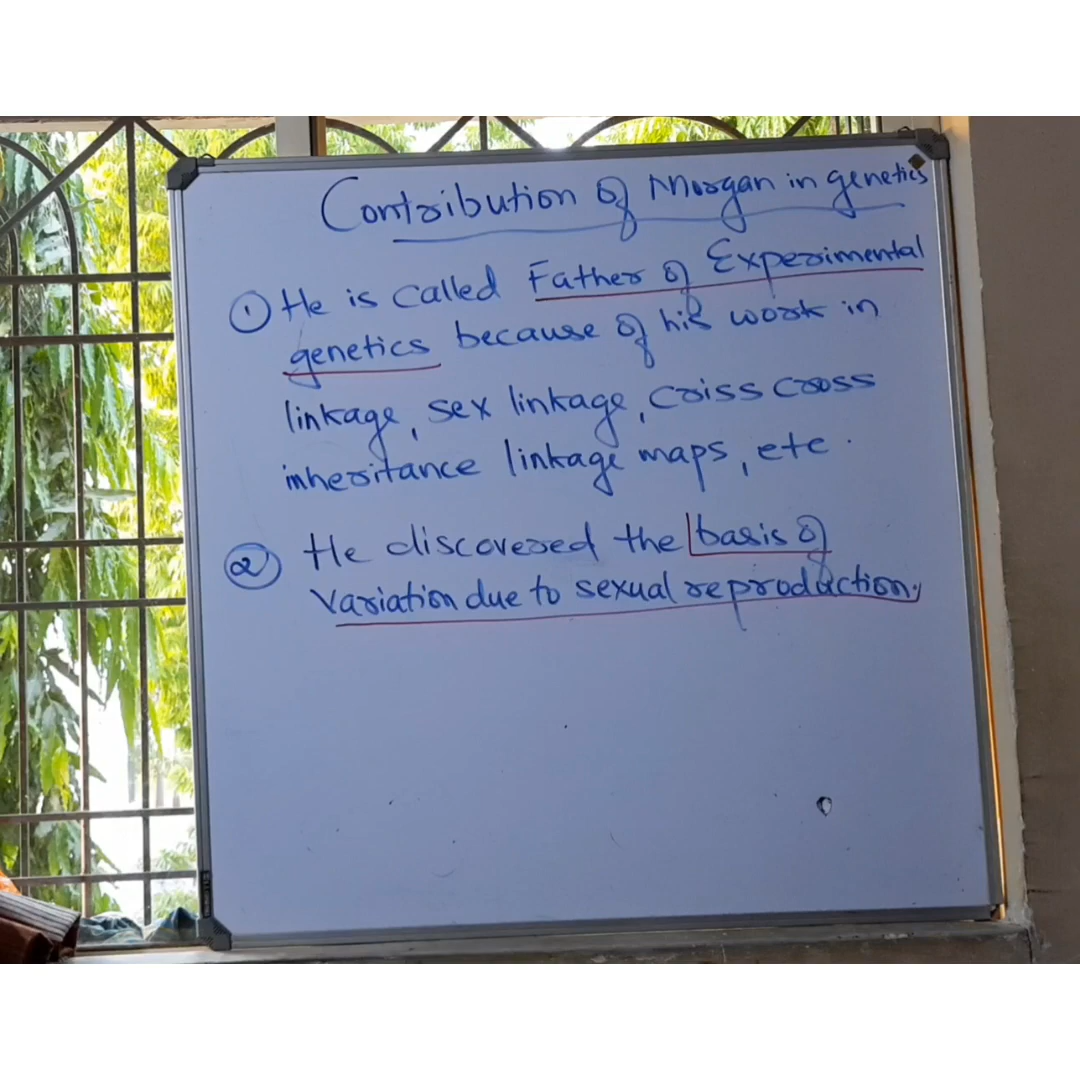 Contribution of Morgan in genetics
① He is called Father of Experimental
genetics because of his work in
linkage, sex linkage, criss cross
inheritance linkage maps, etc.
② He discovered the basis of
Variation due to sexual reproduction.